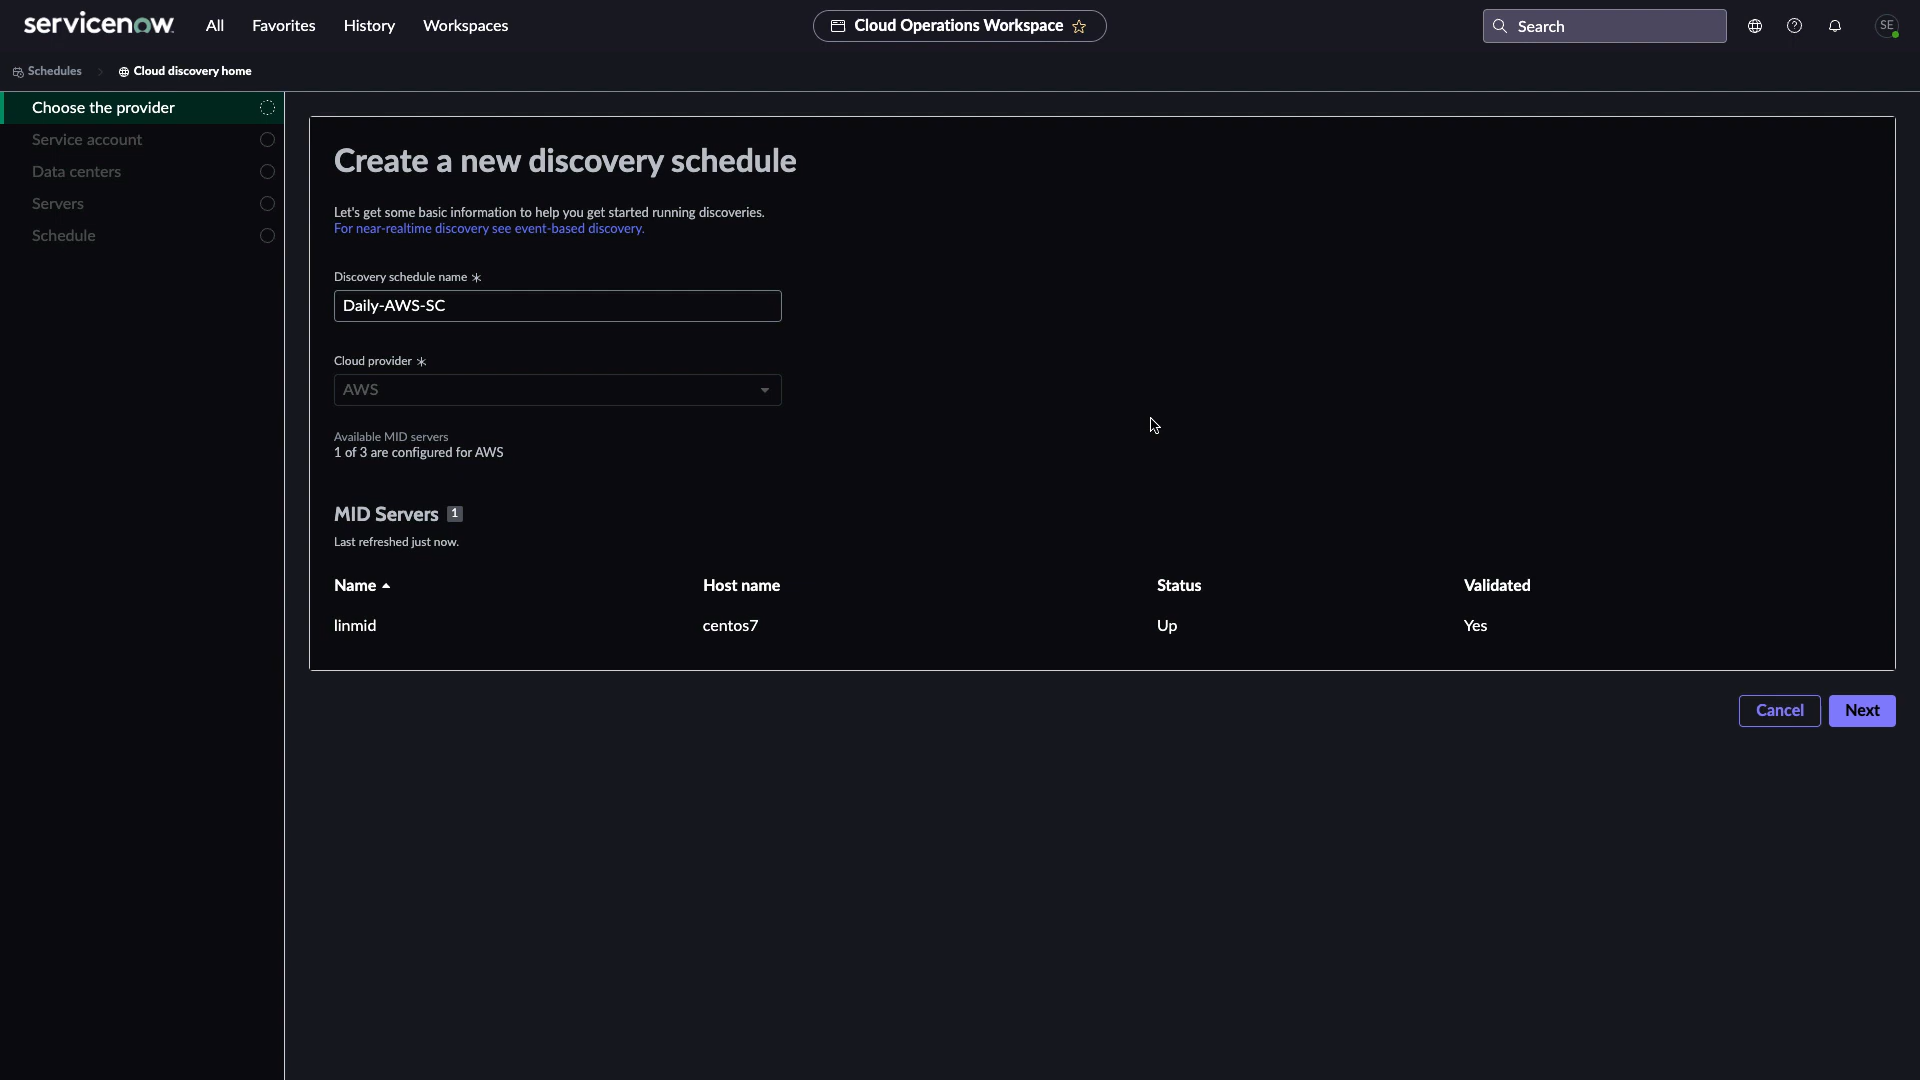 servicenow
All
Favorites
History
Workspaces
Cloud Operations Workspace
Search
SE
Schedules
Cloud discovery home
Choose the provider
Service account
Data centers
Servers
Schedule
Create a new discovery schedule
Let's get some basic information to help you get started running discoveries.
For near-realtime discovery see event-based discovery.
Discovery schedule name *
Daily-AWS-SC
Cloud provider *
AWS
Available MID servers
1 of 3 are configured for AWS
MID Servers 1
Last refreshed just now.
Name Host name Status Validated
linmid centos7 Up Yes
Cancel
Next